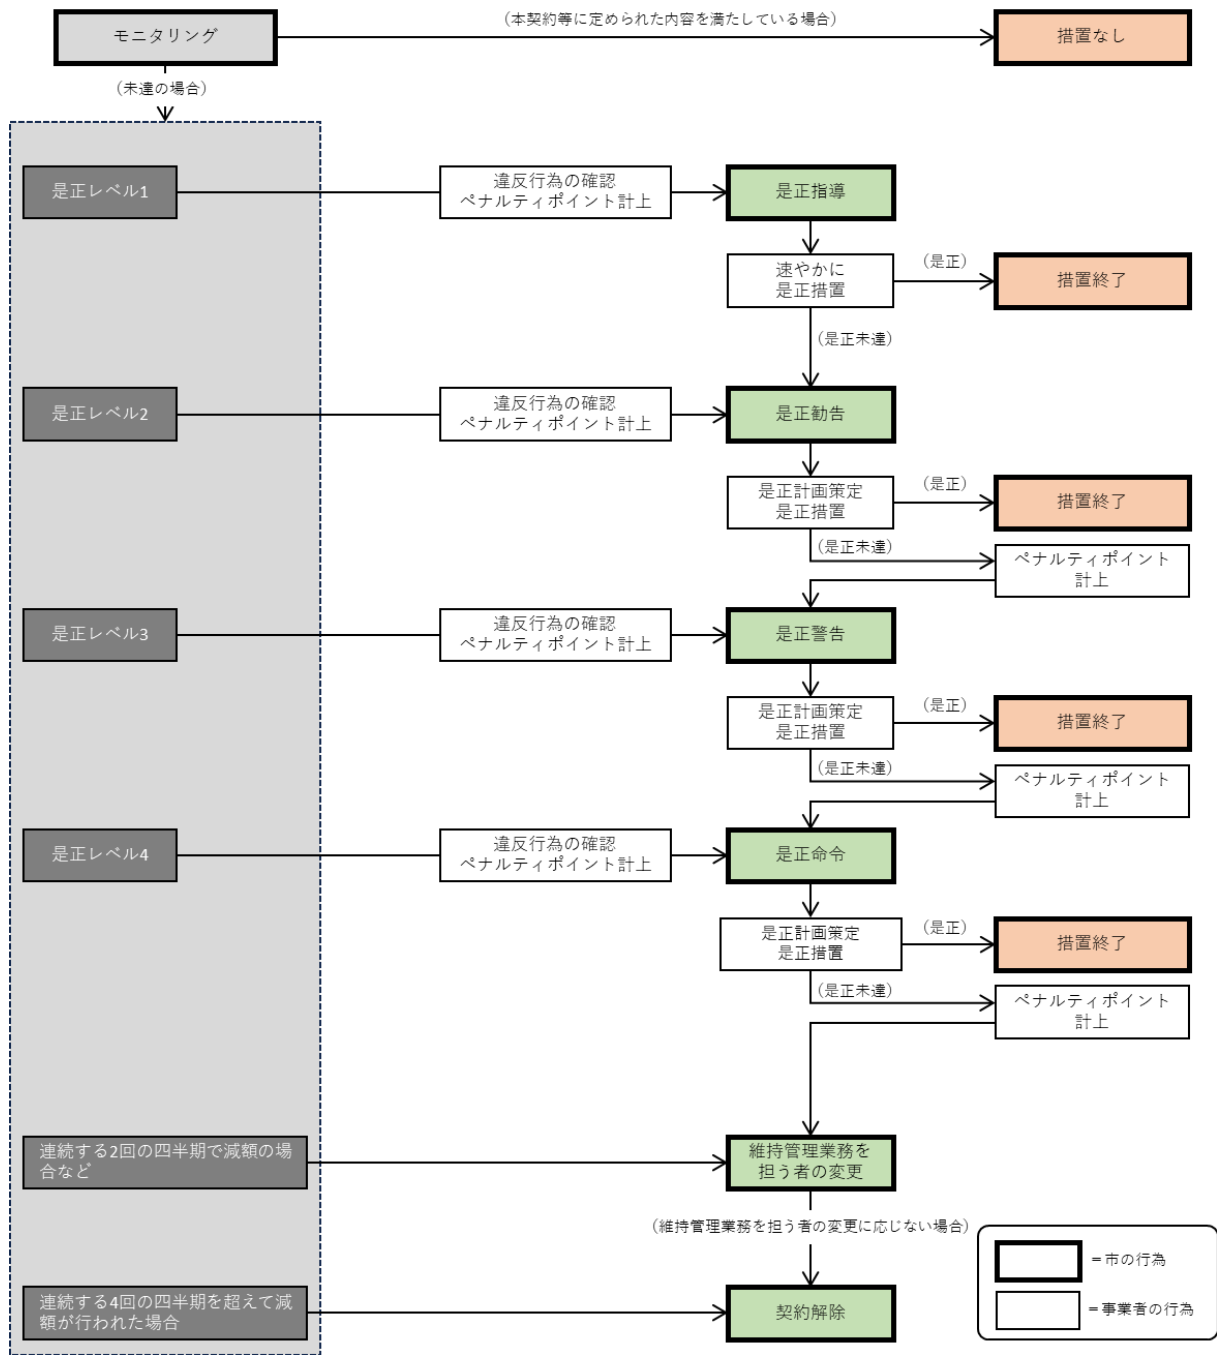 モニタリング
（本契約等に定められた内容を満たしている場合）
措置なし
（未達の場合）
是正レベル1
違反行為の確認
ペナルティポイント計上
是正指導
速やかに
是正措置
（是正）
措置終了
（是正未達）
是正レベル2
違反行為の確認
ペナルティポイント計上
是正勧告
是正計画策定
是正措置
（是正）
措置終了
（是正未達）
ペナルティポイント
計上
是正レベル3
違反行為の確認
ペナルティポイント計上
是正警告
是正計画策定
是正措置
（是正）
措置終了
（是正未達）
ペナルティポイント
計上
是正レベル4
違反行為の確認
ペナルティポイント計上
是正命令
是正計画策定
是正措置
（是正）
措置終了
（是正未達）
ペナルティポイント
計上
連続する2回の四半期で減額の場
合など
維持管理業務を
担う者の変更
（維持管理業務を担う者の変更に応じない場合）
連続する4回の四半期を超えて減
額が行われた場合
契約解除
＝市の行為
＝事業者の行為